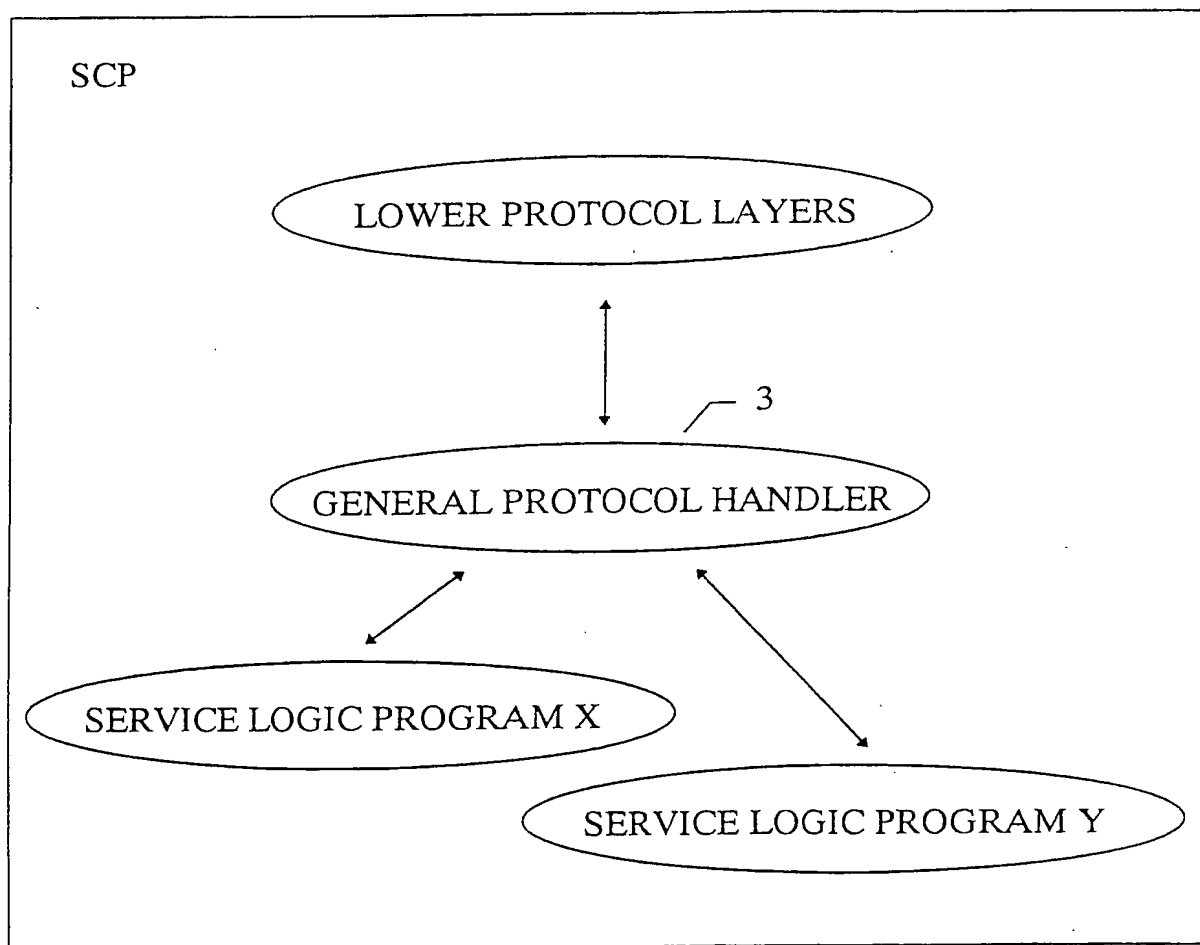 SCP
LOWER PROTOCOL LAYERS
3
GENERAL PROTOCOL HANDLER
SERVICE LOGIC PROGRAM X
SERVICE LOGIC PROGRAM Y